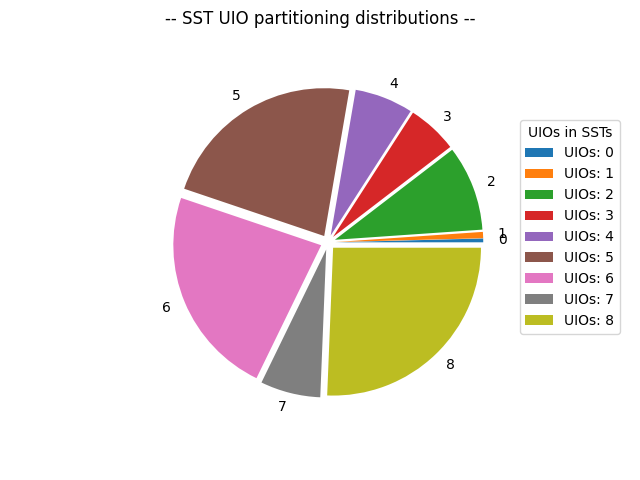 -- SST UIO partitioning distributions --
4
5
3
2
1
0
6
7
8
UIOs in SSTs
UIOs: 0
UIOs: 1
UIOs: 2
UIOs: 3
UIOs: 4
UIOs: 5
UIOs: 6
UIOs: 7
UIOs: 8